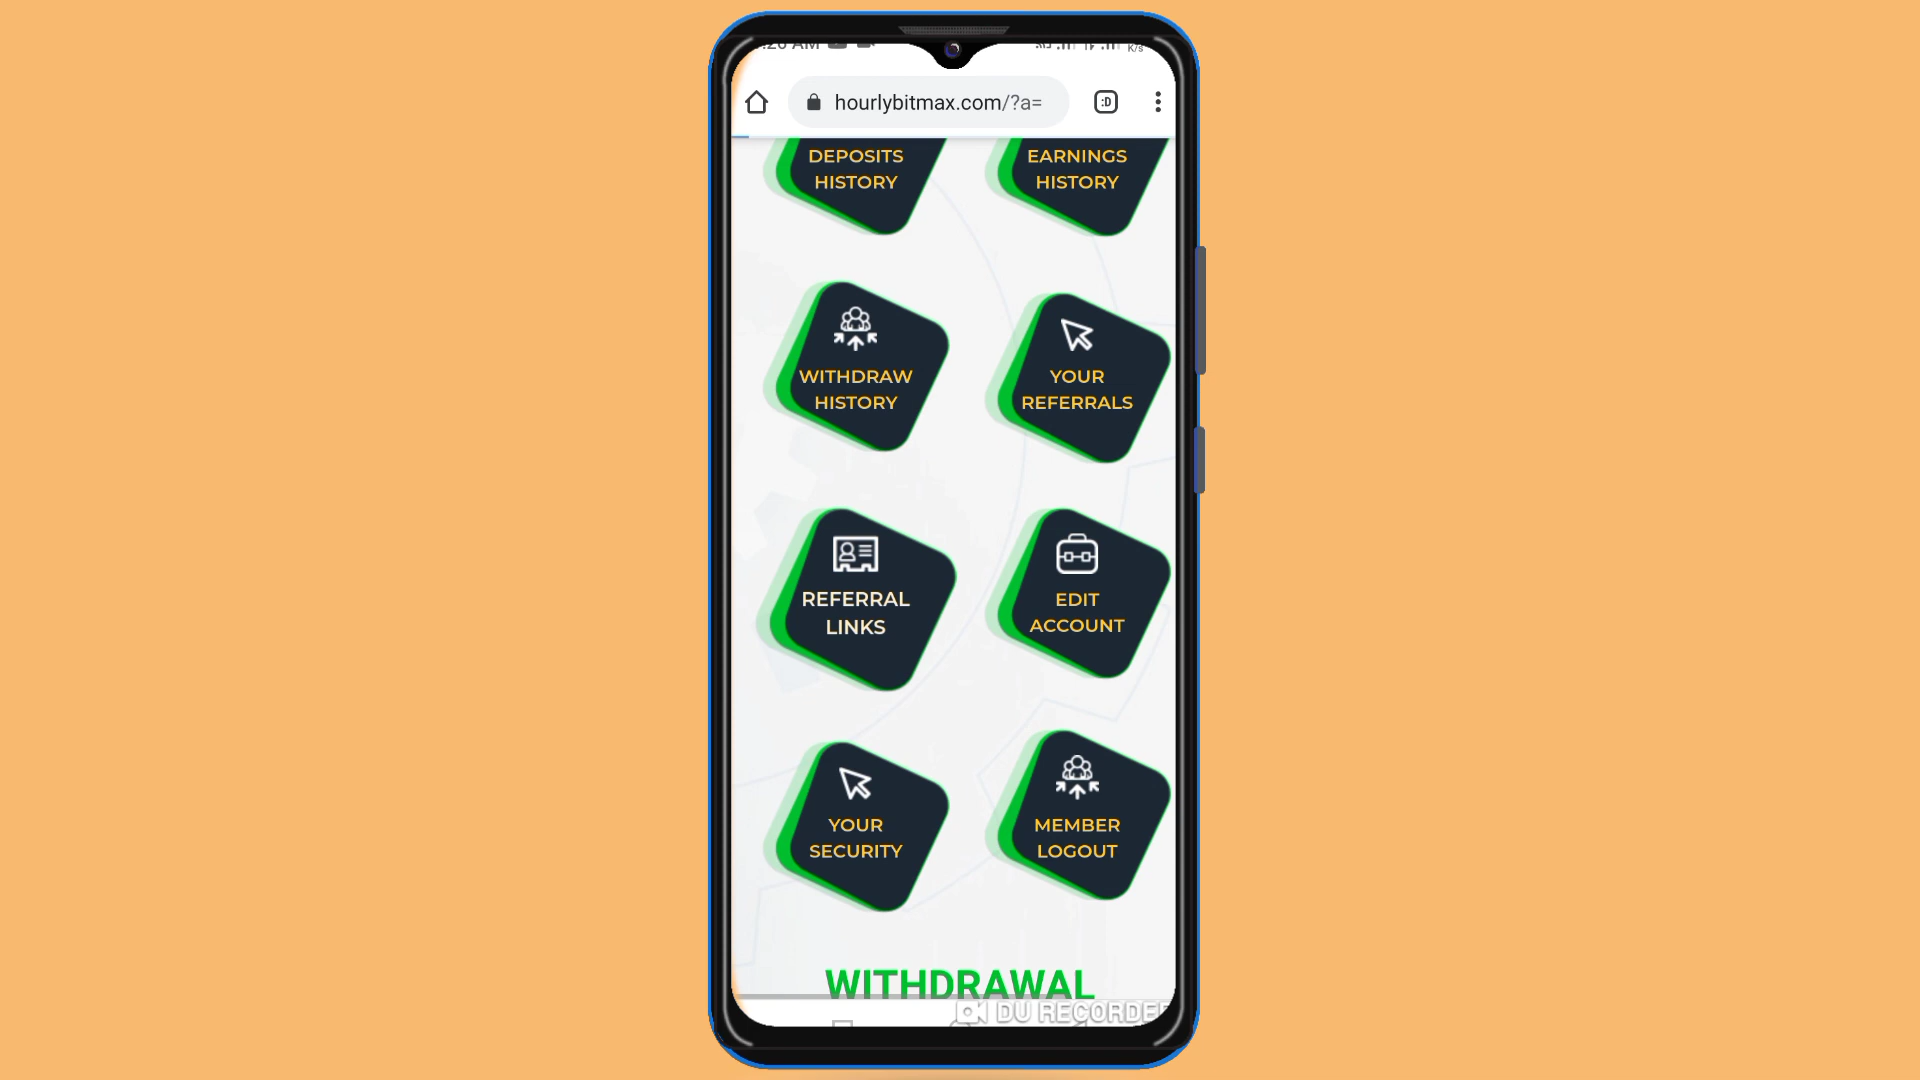 hourlybitmax.com/?a=
:D
K/s
DEPOSITS
HISTORY
EARNINGS
HISTORY
WITHDRAW
HISTORY
YOUR
REFERRALS
REFERRAL
LINKS
EDIT
ACCOUNT
YOUR
SECURITY
MEMBER
LOGOUT
WITHDRAWAL
DU RECORDER